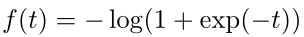 f(t) = − log(1 + exp(−t))